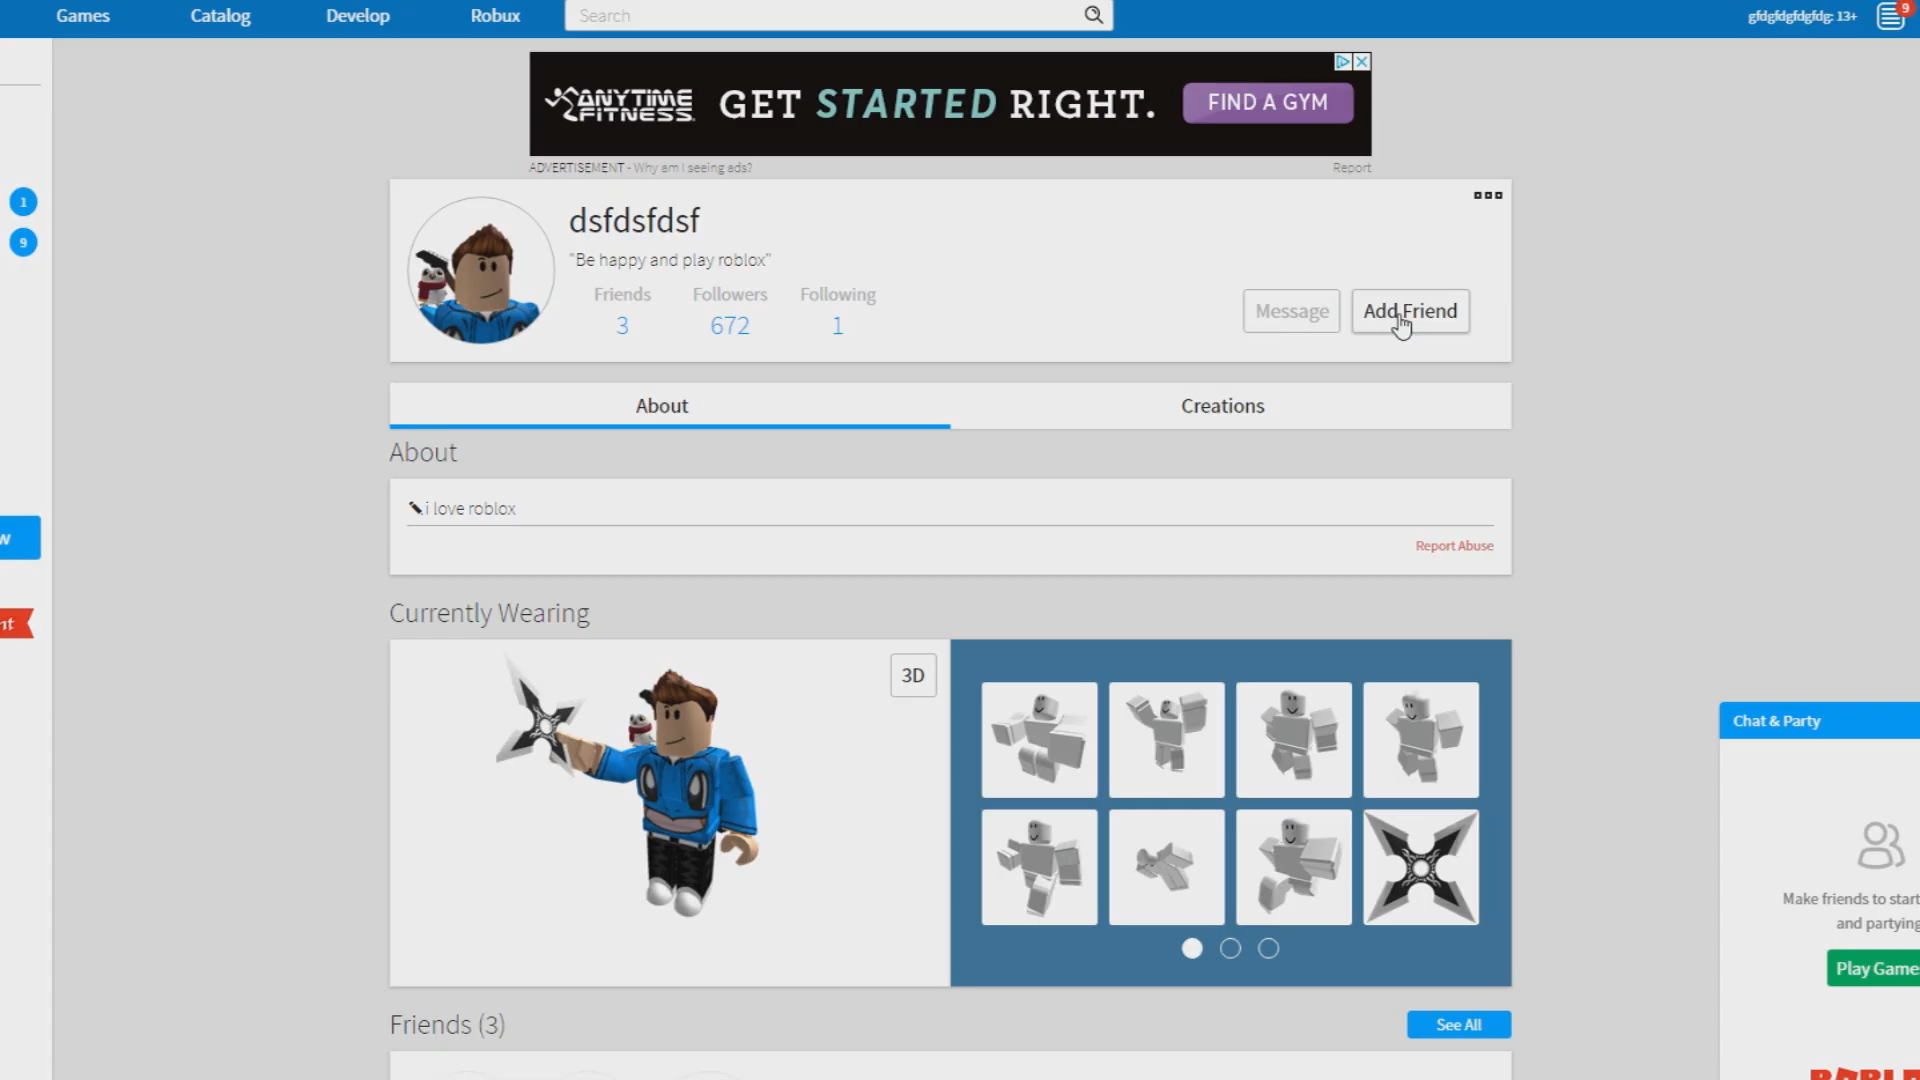 Games Catalog Develop Robux Search gfdgfdgfdgfdg: 13+ 9
ANYTIME FITNESS GET STARTED RIGHT. FIND A GYM
ADVERTISEMENT - Why am I seeing ads? Report
1
9
dsfdsfdsf
"Be happy and play roblox"
Friends Followers Following
3 672 1
Message Add Friend
About Creations
About
i love roblox
Report Abuse
Currently Wearing
3D
Chat & Party
Make friends to start
and partying
Play Game
Friends (3) See All